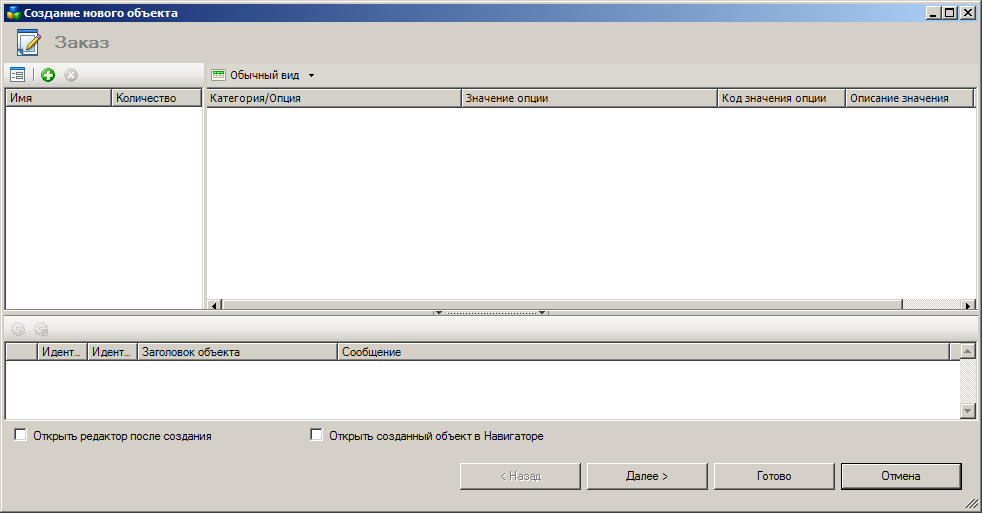 Создание нового объекта
Заказ
Обычный вид
Имя Количество Категория/Опция Значение опции Код значения опции Описание значения
Идент... Идент... Заголовок объекта Сообщение
Открыть редактор после создания Открыть созданный объект в Навигаторе
< Назад Далее > Готово Отмена